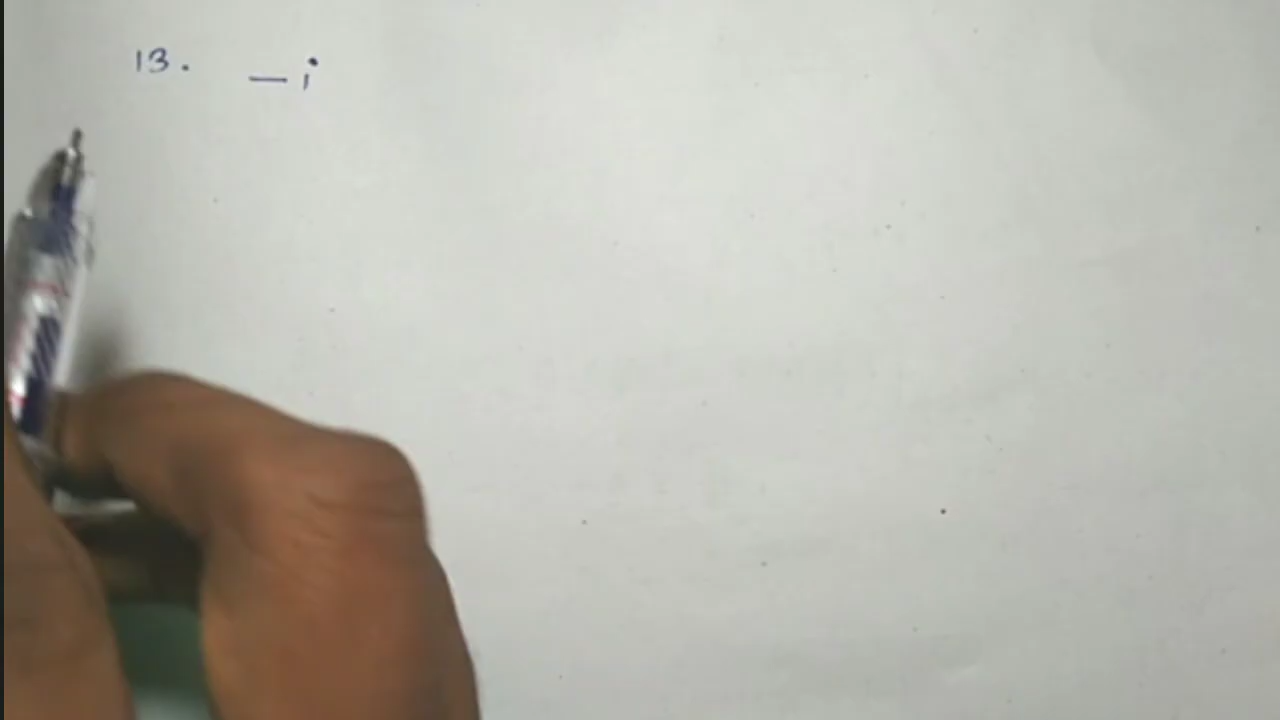 13. – i